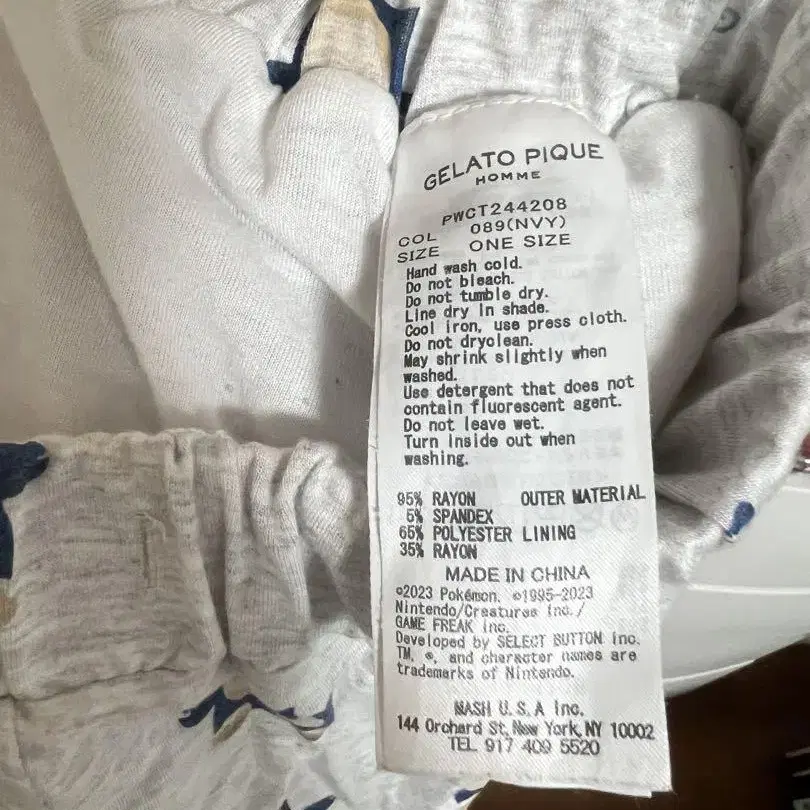 GELATO PIQUE
HOMME
PWCT244208
COL 089(NVY)
SIZE ONE SIZE
Hand wash cold.
Do not bleach.
Do not tumble dry.
Line dry in shade.
Cool iron, use press cloth.
Do not dryclean.
May shrink slightly when
washed.
Use detergent that does not
contain fluorescent agent.
Do not leave wet.
Turn inside out when
washing.
95% RAYON OUTER MATERIAL
5% SPANDEX
65% POLYESTER LINING
35% RAYON
MADE IN CHINA
©2023 Pokémon. ©1995-2023
Nintendo/Creatures Inc./
GAME FREAK Inc.
Developed by SELECT BUTTON Inc.
TM, ®, and character names are
trademarks of Nintendo.
MASH U.S.A Inc.
144 Orchard St, New York, NY 10002
TEL 917 409 5520